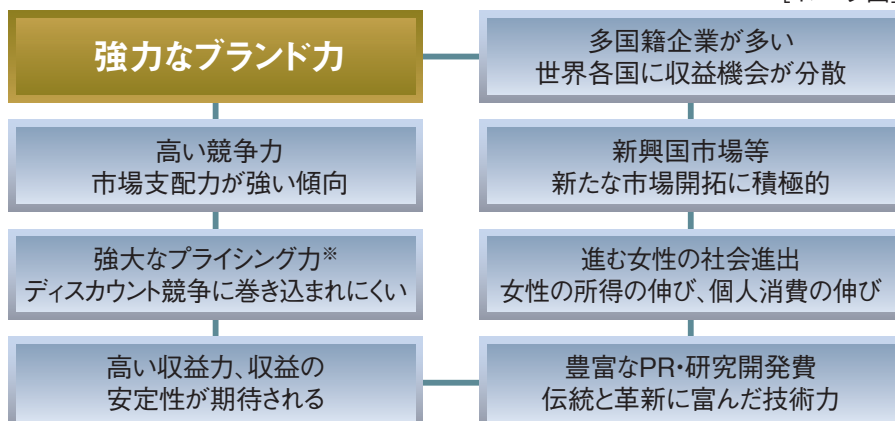 強力なブランド力
多国籍企業が多い
世界各国に収益機会が分散
高い競争力
市場支配力が強い傾向
新興国市場等
新たな市場開拓に積極的
強大なプライシング力※
ディスカウント競争に巻き込まれにくい
進む女性の社会進出
女性の所得の伸び、個人消費の伸び
高い収益力、収益の
安定性が期待される
豊富なPR・研究開発費
伝統と革新に富んだ技術力